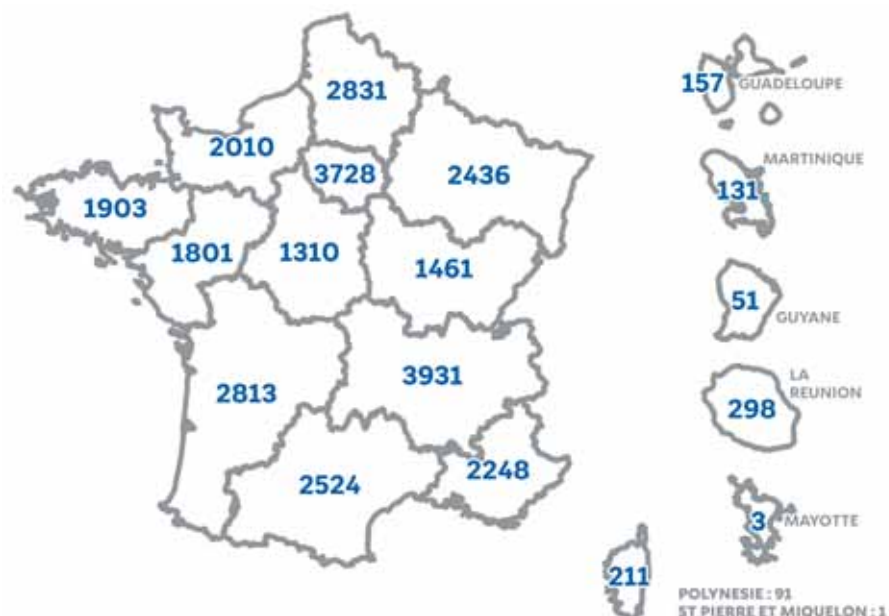 2831
157 GUADELOUPE
2010
3728
2436
MARTINIQUE
131
1903
1801
1310
1461
51
GUYANE
3931
LA
REUNION
2813
298
2248
2524
3 MAYOTTE
211
POLYNESIE : 91
ST PIERRE ET MIQUELON : 1